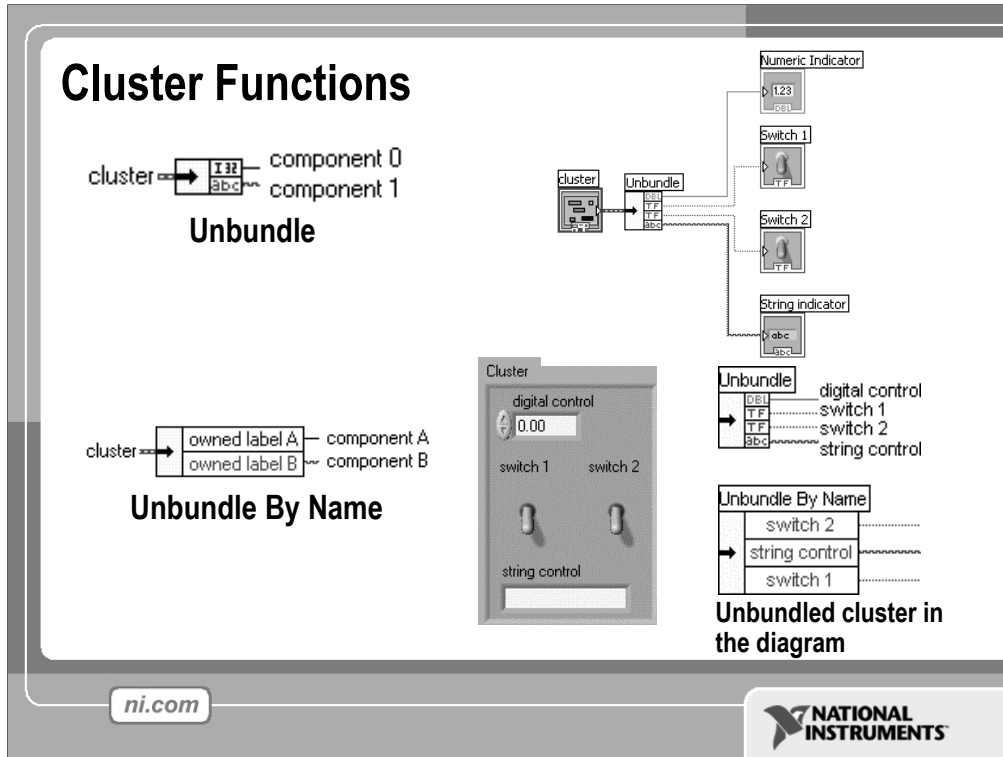 Cluster Functions
cluster
I32
abc
component 0
component 1
Unbundle
cluster
Unbundle
DBL
TF
TF
abc
Numeric Indicator
1.23
DBL
Switch 1
TF
Switch 2
TF
String indicator
abc
abc
cluster
owned label A
owned label B
component A
component B
Unbundle By Name
Cluster
digital control
0.00
switch 1
switch 2
string control
Unbundle
DBL
TF
TF
abc
digital control
switch 1
switch 2
string control
Unbundle By Name
switch 2
string control
switch 1
Unbundled cluster in
the diagram
ni.com
NATIONAL
INSTRUMENTS